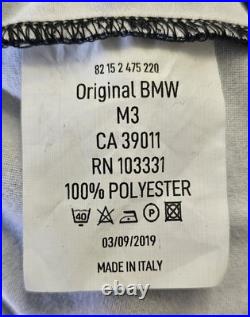 82 15 2 475 220
Original BMW
M3
CA 39011
RN 103331
100% POLYESTER
40 P
03/09/2019
MADE IN ITALY